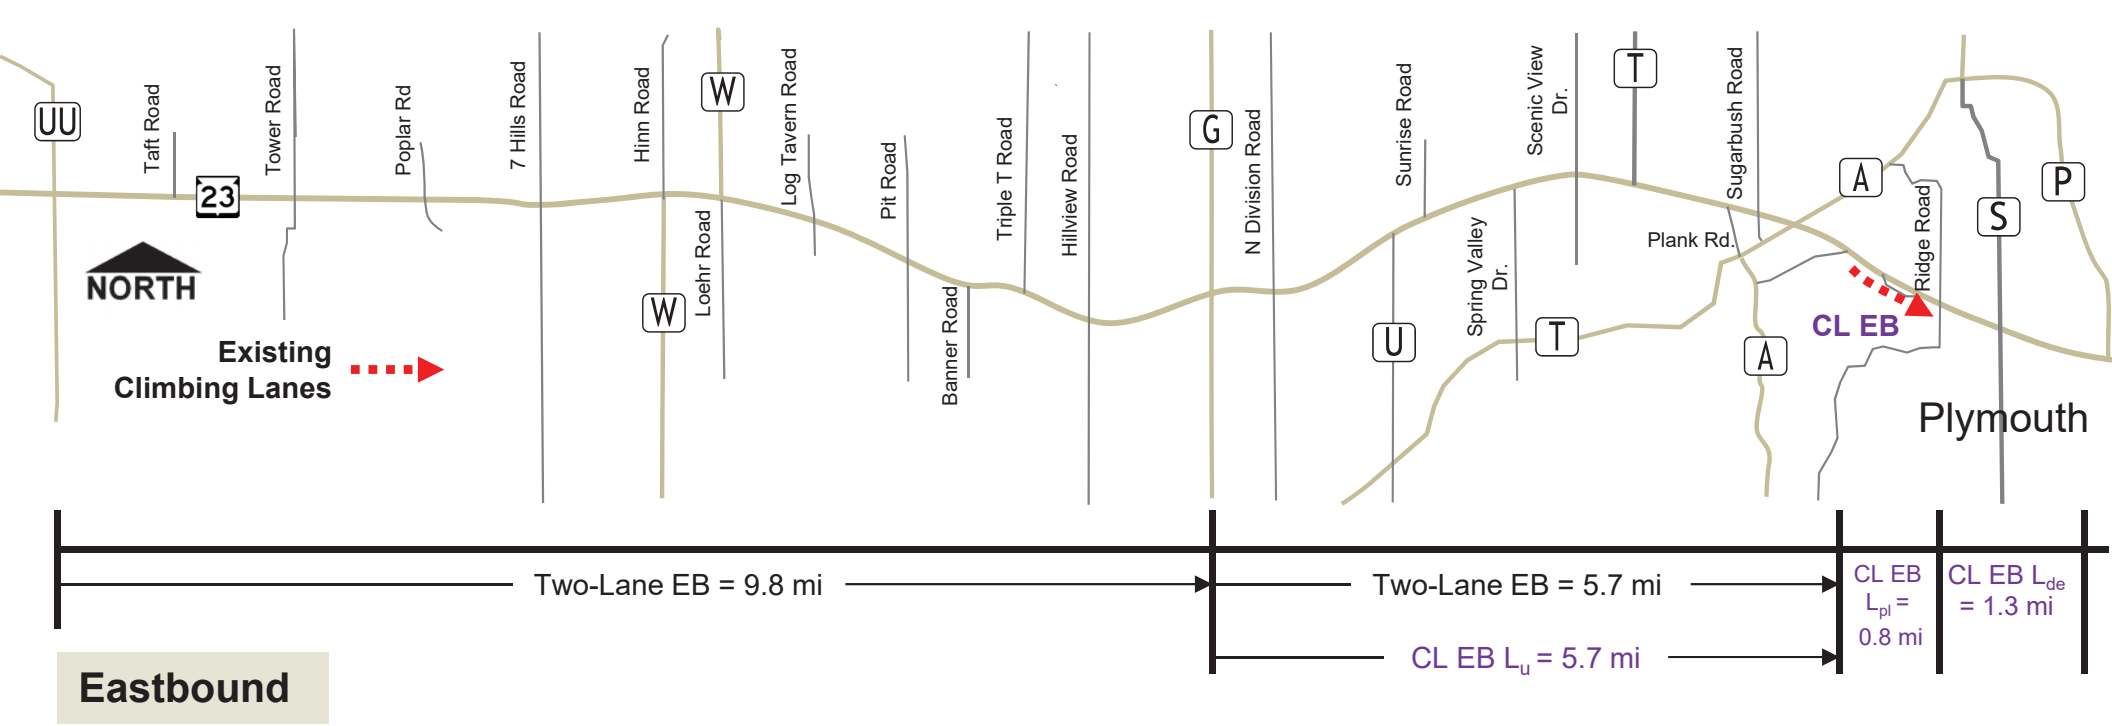 UU
Taft Road
23
Tower Road
Poplar Rd
7 Hills Road
Hinn Road
W
W
Loehr Road
Log Tavern Road
Pit Road
Banner Road
Triple T Road
Hillview Road
G
N Division Road
U
Sunrise Road
Spring Valley
Dr.
Scenic View
Dr.
T
T
Sugarbush Road
Plank Rd.
A
A
Ridge Road
S
P
NORTH
Existing
Climbing Lanes
CL EB
Plymouth
Two-Lane EB = 9.8 mi
Two-Lane EB = 5.7 mi
CL EB
Lpl =
0.8 mi
CL EB Lde
= 1.3 mi
CL EB Lu = 5.7 mi
Eastbound